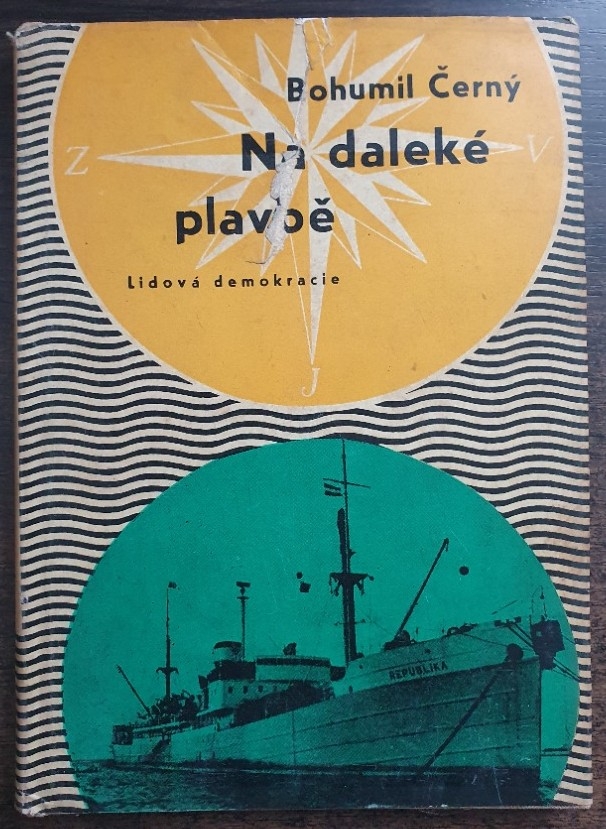 Bohumil Černý
Na daleké
Z V
plavbě
Lidová demokracie
J
REPUBLIKA